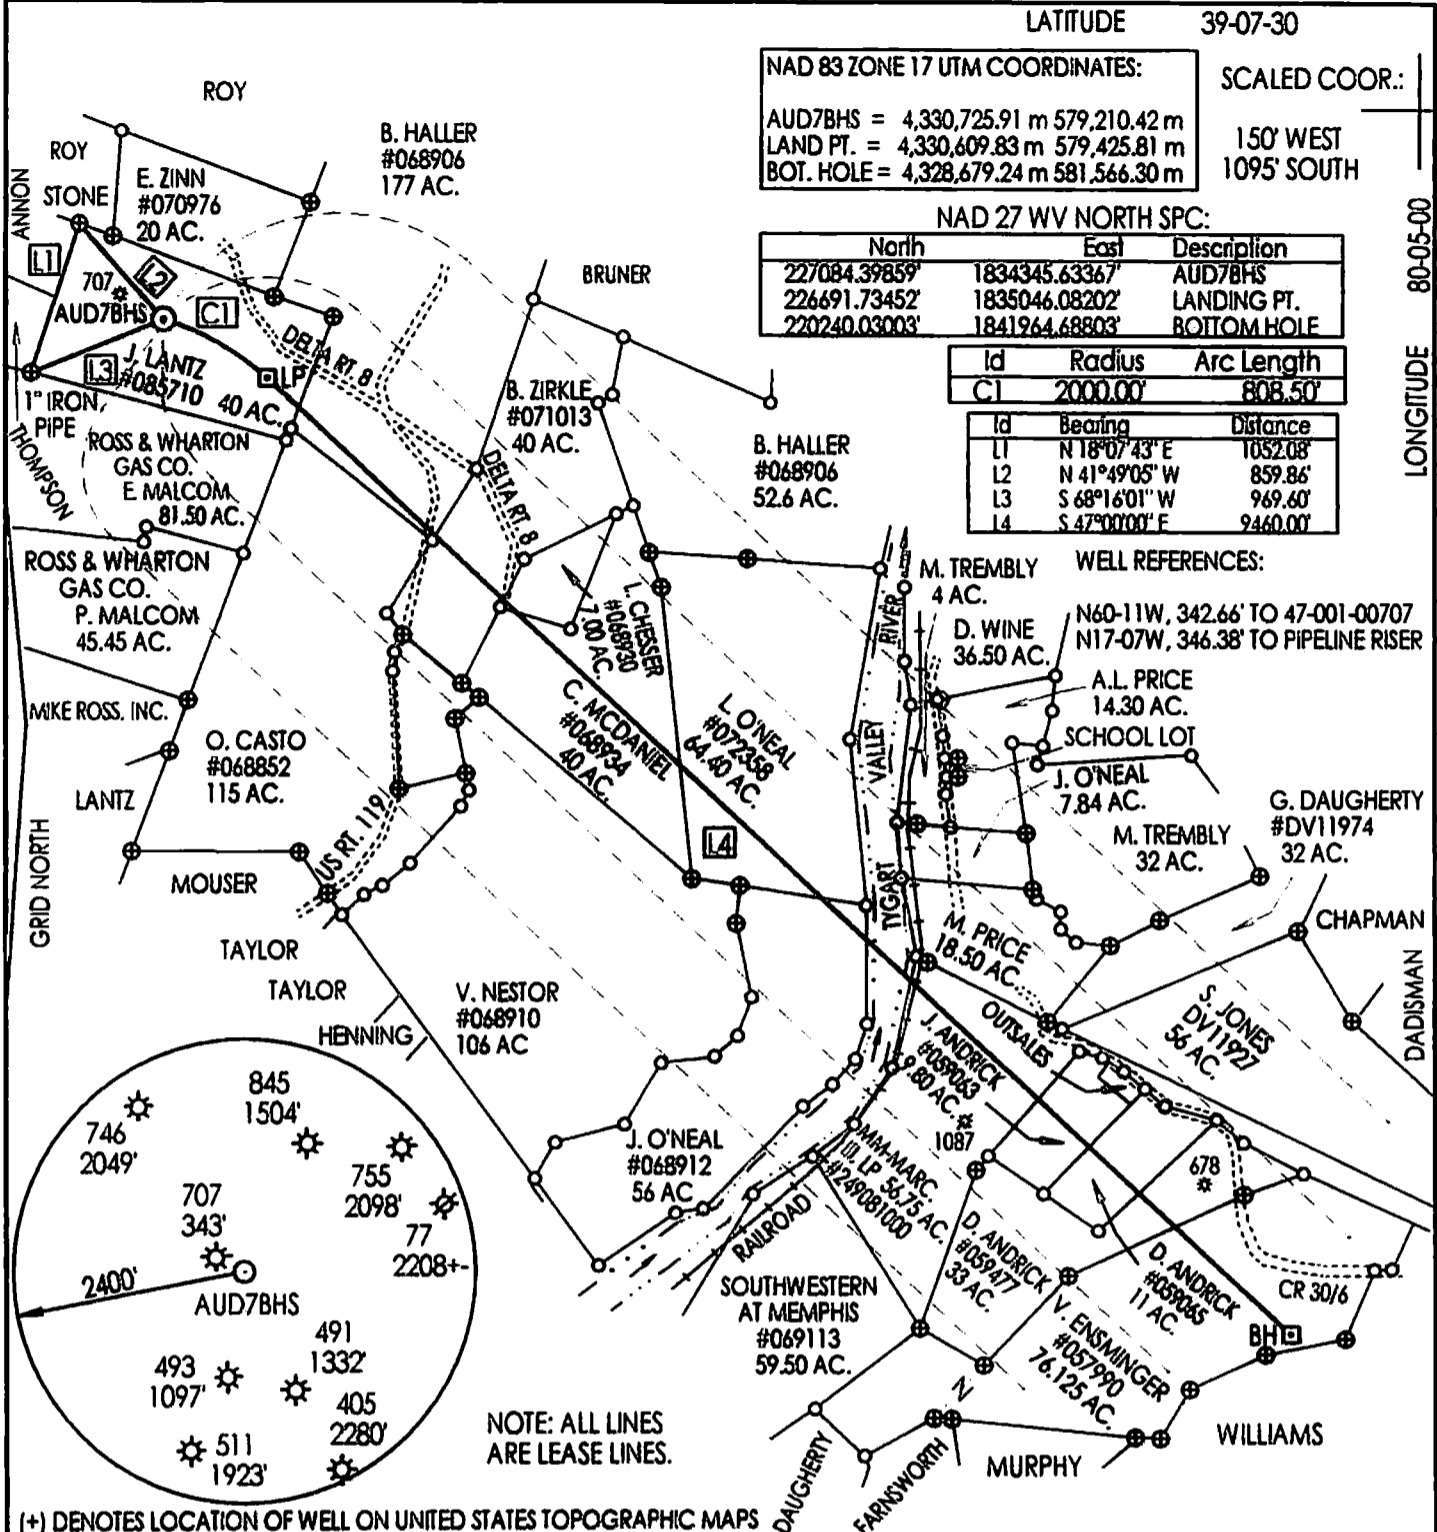 LATITUDE 39-07-30
NAD 83 ZONE 17 UTM COORDINATES:
AUD7BHS = 4,330,725.91 m 579,210.42 m
LAND PT. = 4,330,609.83 m 579,425.81 m
BOT. HOLE = 4,328,679.24 m 581,566.30 m
SCALED COOR.:
150' WEST
1095' SOUTH
LONGITUDE 80-05-00
NAD 27 WV NORTH SPC:
North East Description
227084.39859' 1834345.63367' AUD7BHS
226691.73452' 1835046.08202' LANDING PT.
220240.03003' 1841964.68803' BOTTOM HOLE
Id Radius Arc Length
C1 2000.00' 808.50'
Id Bearing Distance
L1 N 18°07'43" E 1052.08'
L2 N 41°49'05" W 859.86'
L3 S 68°16'01" W 969.60'
L4 S 47°00'00" E 9460.00'
WELL REFERENCES:
N60-11W, 342.66' TO 47-001-00707
N17-07W, 346.38' TO PIPELINE RISER
ROY
ROY
STONE
ANNON
E. ZINN
#070976
20 AC.
B. HALLER
#068906
177 AC.
BRUNER
L1
L2
707
AUD7BHS
C1
L3
J. LANTZ
#085710 40 AC.
LP
DELTA RT. 8
1" IRON
PIPE
THOMPSON
ROSS & WHARTON
GAS CO.
E. MALCOM
81.50 AC.
B. ZIRKLE
#071013
40 AC.
DELTA RT. 8
B. HALLER
#068906
52.6 AC.
ROSS & WHARTON
GAS CO.
P. MALCOM
45.45 AC.
MIKE ROSS. INC.
O. CASTO
#068852
115 AC.
LANTZ
GRID NORTH
MOUSER
US RT. 119
TAYLOR
TAYLOR
HENNING
L. CHESSER
#068930
7.00 AC.
C. MCDANIEL
#068934
40 AC.
L. O'NEAL
#072358
64.40 AC.
L4
TYGART VALLEY RIVER
M. TREMBLY
4 AC.
D. WINE
36.50 AC.
A.L. PRICE
14.30 AC.
SCHOOL LOT
J. O'NEAL
7.84 AC.
M. TREMBLY
32 AC.
G. DAUGHERTY
#DV11974
32 AC.
CHAPMAN
DADISMAN
M. PRICE
18.50 AC.
S. JONES
DV11927
56 AC.
OUTSALES
J. ANDRICK
#059063
9.80 AC.
1087
V. NESTOR
#068910
106 AC
J. O'NEAL
#068912
56 AC
MM-MARC.
III. LP 56.75 AC.
#249081000
RAILROAD
678
D. ANDRICK
#059477
33 AC.
D. ANDRICK
#059065
11 AC.
CR 30/6
BH
V. ENSMINGER
#057990
76.125 AC.
SOUTHWESTERN
AT MEMPHIS
#069113
59.50 AC.
N
DAUGHERTY
FARNSWORTH
MURPHY
WILLIAMS
746
2049'
845
1504'
755
2098'
77
2208+-
707
343'
2400'
AUD7BHS
491
1332'
493
1097'
405
2280'
511
1923'
NOTE: ALL LINES
ARE LEASE LINES.
(+) DENOTES LOCATION OF WELL ON UNITED STATES TOPOGRAPHIC MAPS